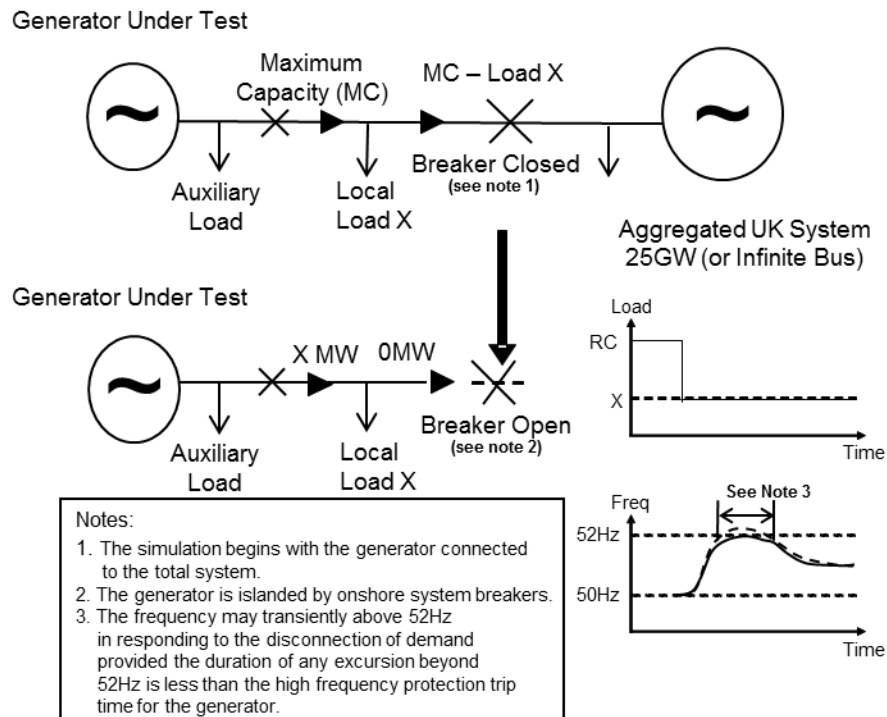 Generator Under Test
Maximum
Capacity (MC)
MC – Load X
~
~
Auxiliary
Load
Local
Load X
Breaker Closed
(see note 1)
Aggregated UK System
25GW (or Infinite Bus)
Generator Under Test
X MW
0MW
~
Auxiliary
Load
Local
Load X
Breaker Open
(see note 2)
Load
RC
X
Time
Freq
See Note 3
52Hz
50Hz
Time
Notes:
1. The simulation begins with the generator connected
to the total system.
2. The generator is islanded by onshore system breakers.
3. The frequency may transiently above 52Hz
in responding to the disconnection of demand
provided the duration of any excursion beyond
52Hz is less than the high frequency protection trip
time for the generator.